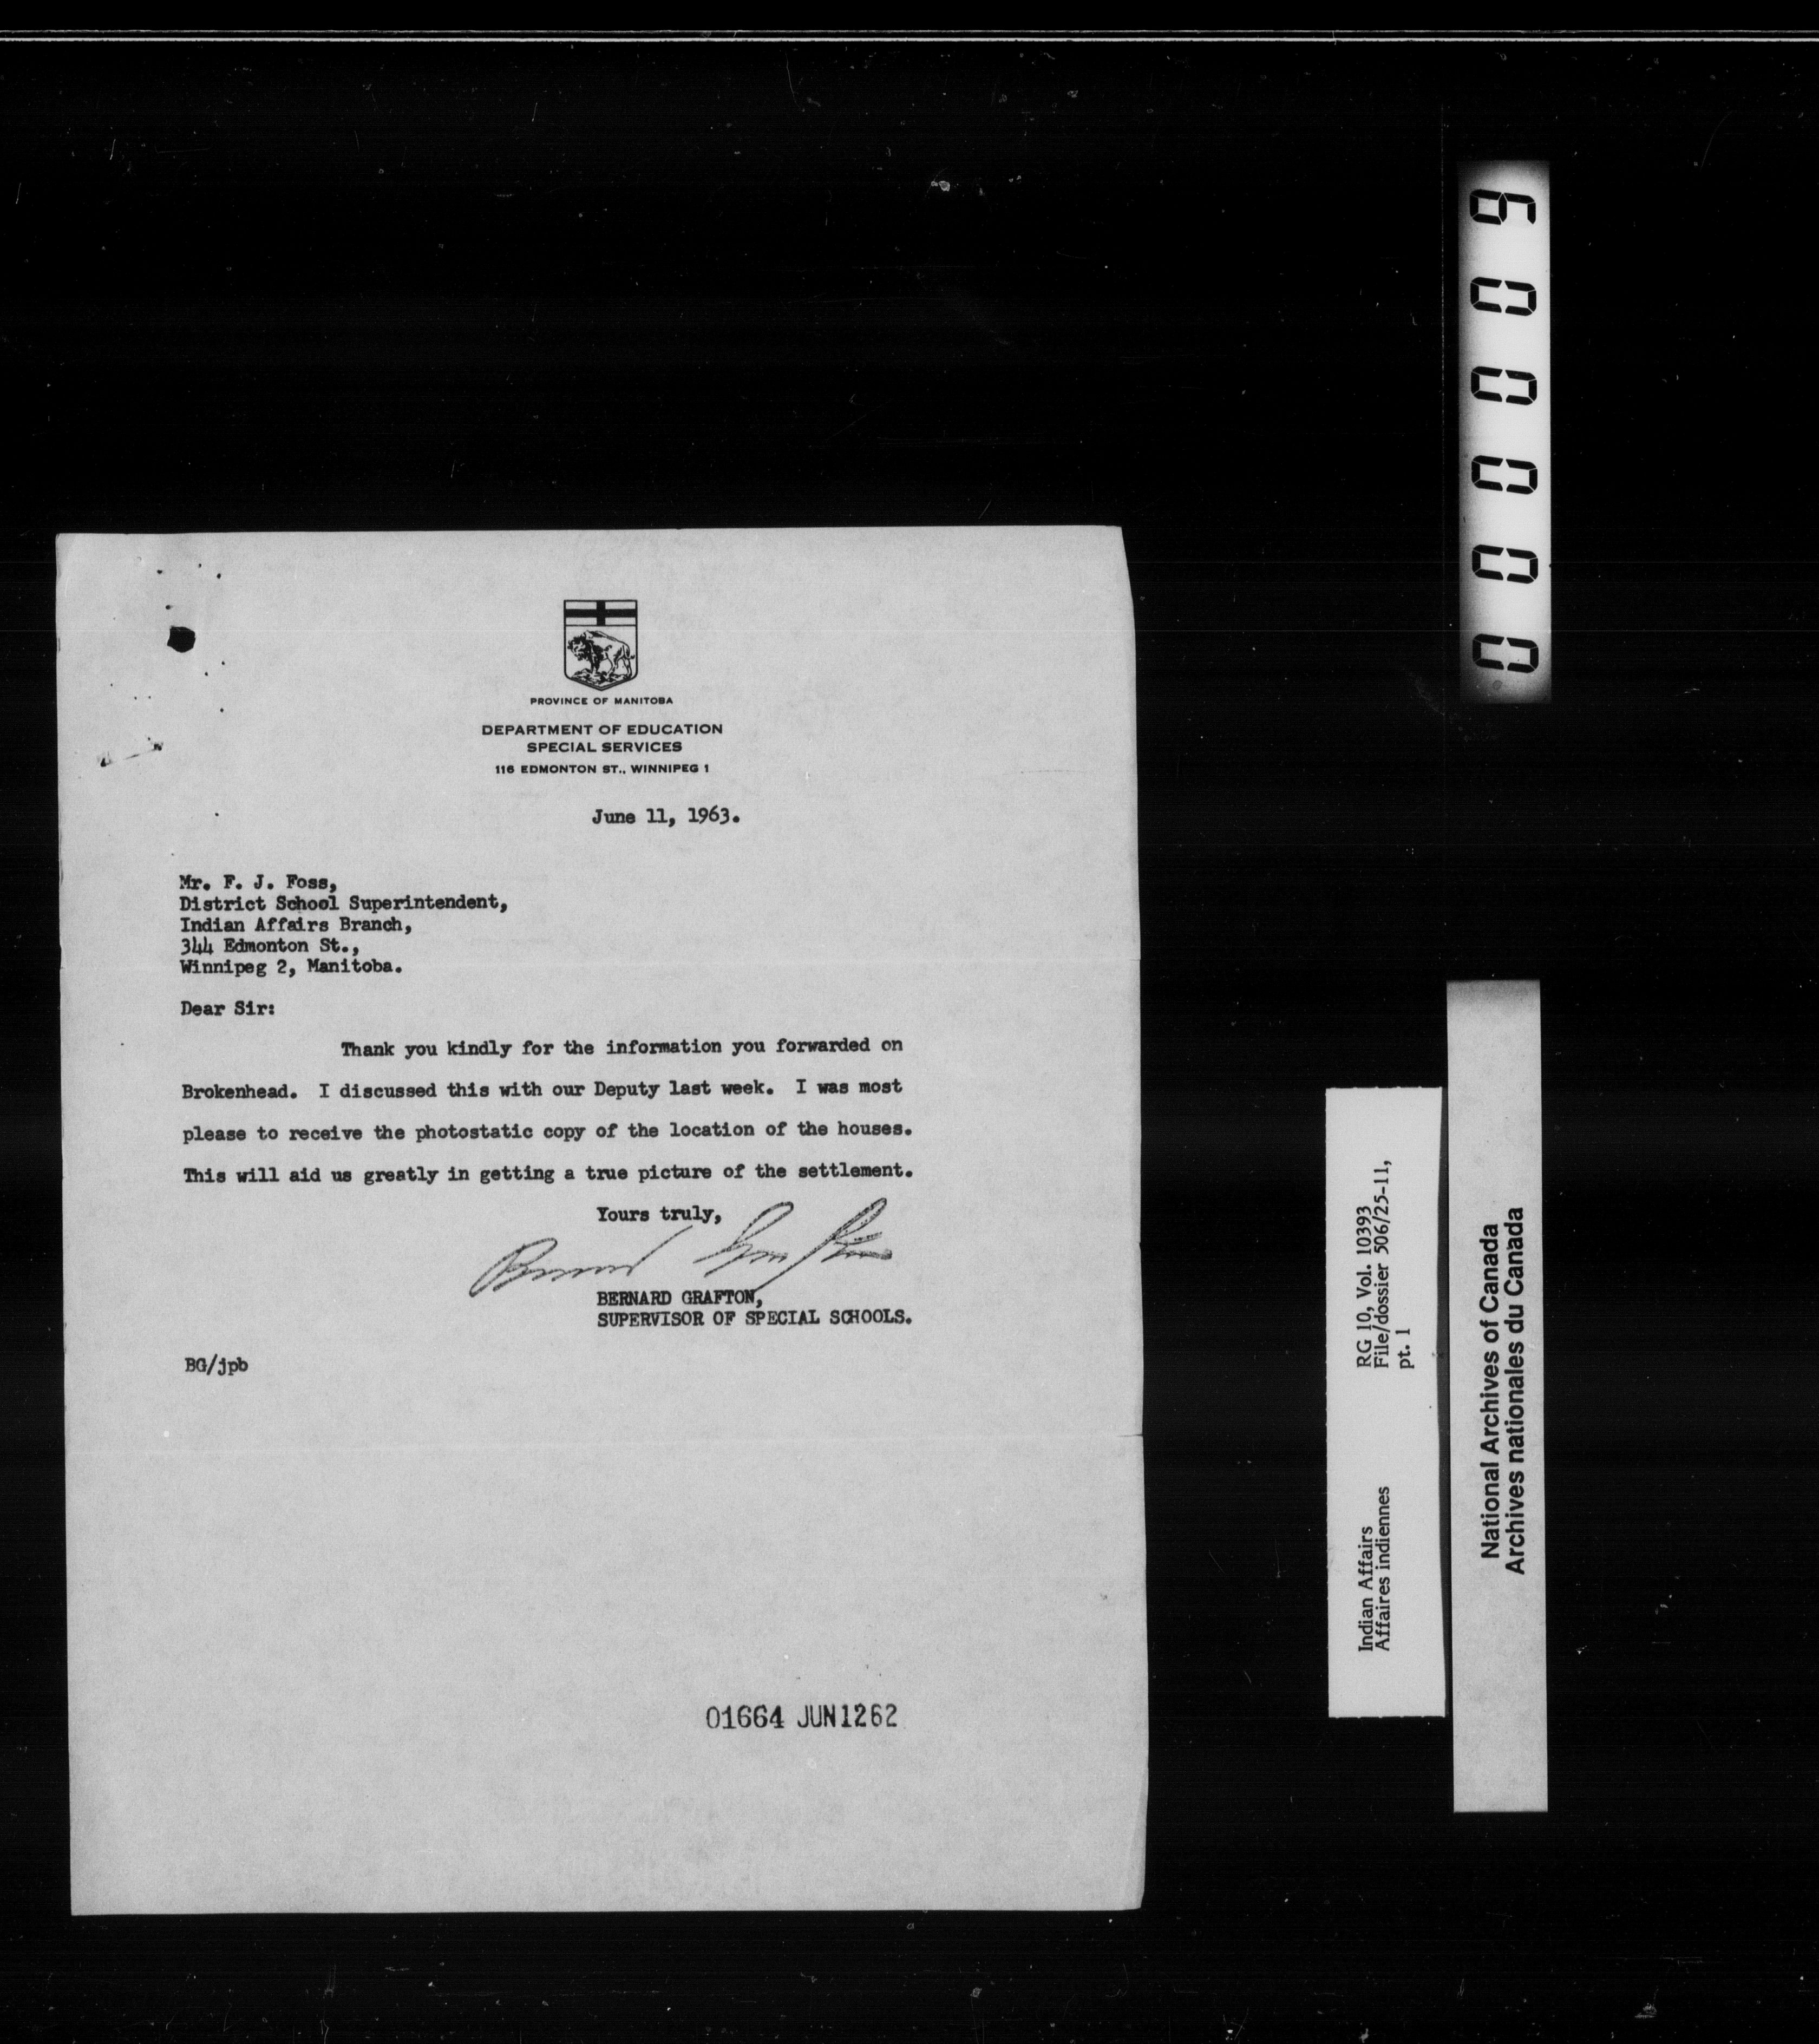 PROVINCE OF MANITOBA
DEPARTMENT OF EDUCATION
SPECIAL SERVICES
116 EDMONTON ST., WINNIPEG 1
June 11, 1963.
Mr. F. J. Foss,
District School Superintendent,
Indian Affairs Branch,
344 Edmonton St.,
Winnipeg 2, Manitoba.
Dear Sir:
Thank you kindly for the information you forwarded on
Brokenhead. I discussed this with our Deputy last week. I was most
please to receive the photostatic copy of the location of the houses.
This will aid us greatly in getting a true picture of the settlement.
Yours truly,
Bernard Grafton
BERNARD GRAFTON,
SUPERVISOR OF SPECIAL SCHOOLS.
BG/jpb
01664 JUN 12 62
000009
Indian Affairs
Affaires indiennes
RG 10, Vol. 10393
File/dossier 506/25-11,
pt. 1
National Archives of Canada
Archives nationales du Canada